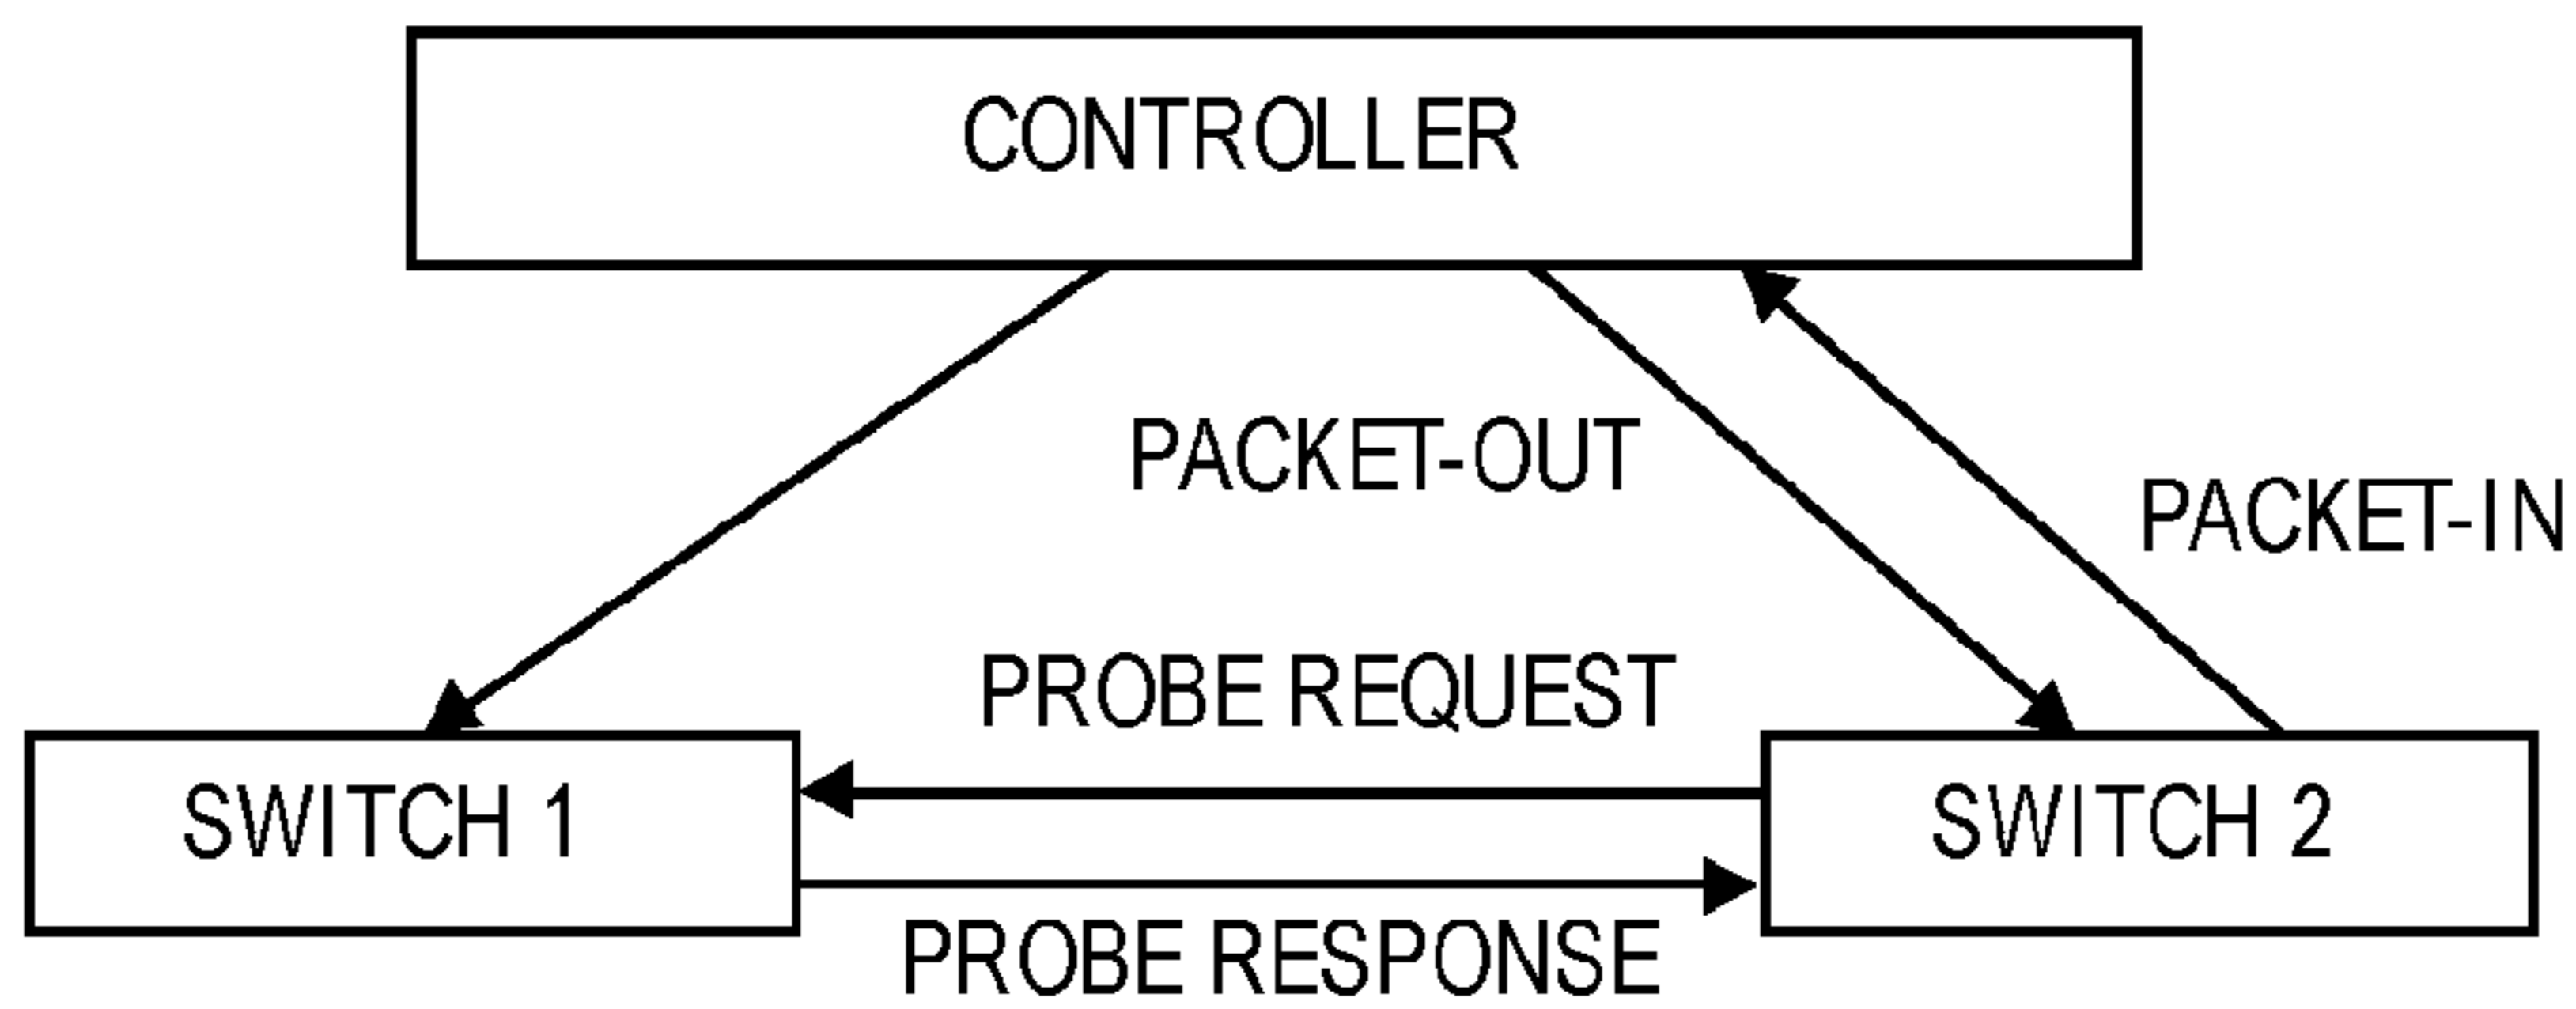 CONTROLLER
PACKET-OUT
PACKET-IN
PROBE REQUEST
SWITCH 1
SWITCH 2
PROBE RESPONSE